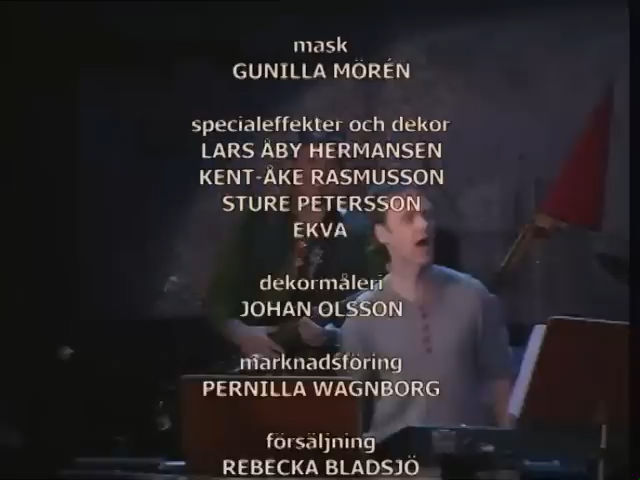 mask
GUNILLA MÖRÉN
specialeffekter och dekor
LARS ÅBY HERMANSEN
KENT-ÅKE RASMUSSON
STURE PETERSSON
EKVA
dekormåleri
JOHAN OLSSON
marknadsföring
PERNILLA WAGNBORG
försäljning
REBECKA BLADSJÖ